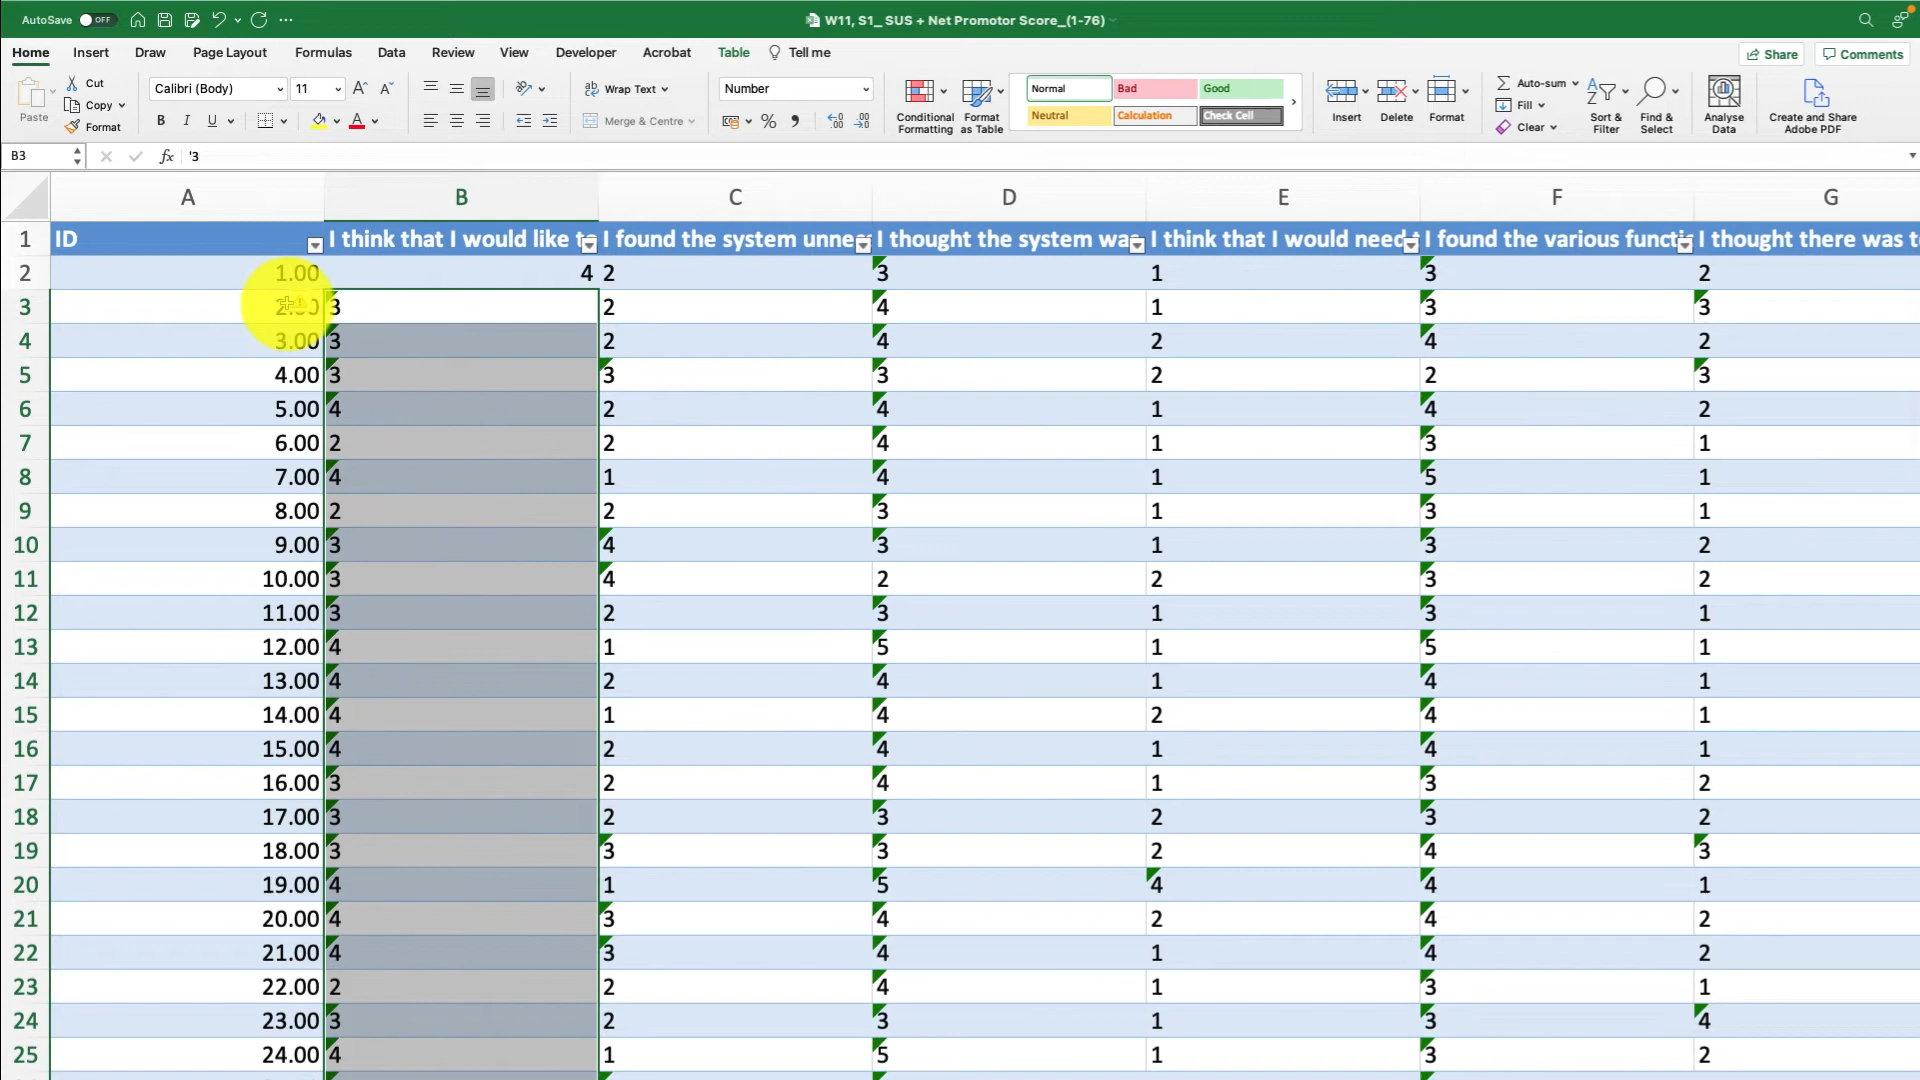 AutoSave OFF W11, S1_ SUS + Net Promotor Score_(1-76)
Home Insert Draw Page Layout Formulas Data Review View Developer Acrobat Table Tell me Share Comments
Paste Cut Copy Format
Calibri (Body) 11
B I U A
ab Wrap Text
Merge & Centre
Number
%
Conditional Formatting
Format as Table
Normal Bad Good
Neutral Calculation Check Cell
Insert Delete Format
Auto-sum
Fill
Clear
Sort & Filter
Find & Select
Analyse Data
Create and Share Adobe PDF
B3 fx '3
A B C D E F G
1 ID I think that I would like I found the system I thought the system I think that I would need I found the various I thought there was
2 1.00 4 2 3 1 3 2
3 3 2 4 1 3 3
4 3.00 3 2 4 2 4 2
5 4.00 3 3 3 2 2 3
6 5.00 4 2 4 1 4 2
7 6.00 2 2 4 1 3 1
8 7.00 4 1 4 1 5 1
9 8.00 2 2 3 1 3 1
10 9.00 3 4 3 1 3 2
11 10.00 3 4 2 2 3 2
12 11.00 3 2 3 1 3 1
13 12.00 4 1 5 1 5 1
14 13.00 4 2 4 1 4 1
15 14.00 4 1 4 2 4 1
16 15.00 4 2 4 1 4 1
17 16.00 3 2 4 1 3 2
18 17.00 3 2 3 2 3 2
19 18.00 3 3 3 2 4 3
20 19.00 4 1 5 4 4 1
21 20.00 4 3 4 2 4 2
22 21.00 4 3 4 1 4 2
23 22.00 2 2 4 1 3 1
24 23.00 3 2 3 1 3 4
25 24.00 4 1 5 1 3 2